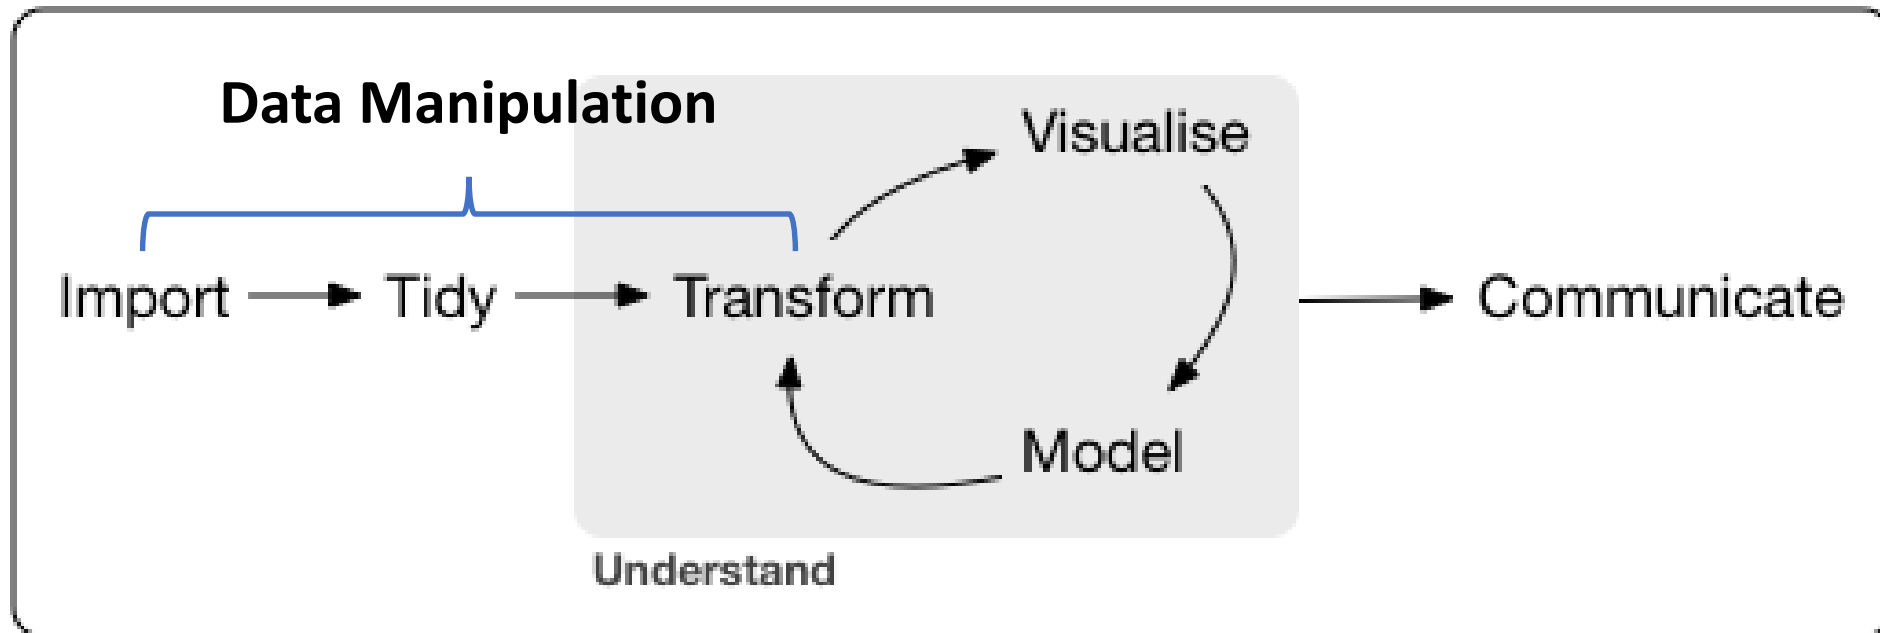 Data Manipulation
Visualise
Import Tidy Transform Communicate
Model
Understand